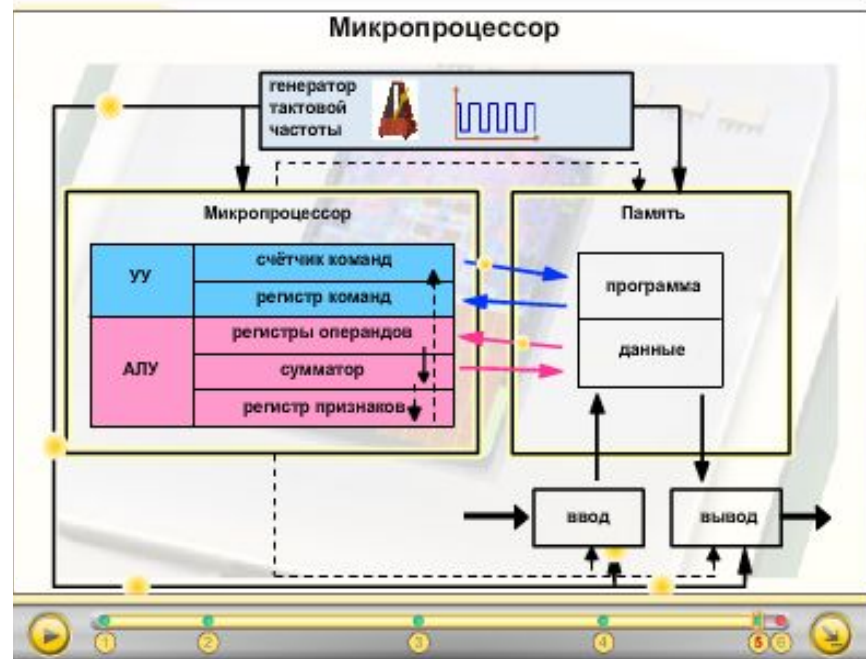 Микропроцессор
генератор
тактовой
частоты
Микропроцессор
Память
УУ
счётчик команд
регистр команд
АЛУ
регистры операндов
сумматор
регистр признаков
программа
данные
ввод
вывод
1 2 3 4 5 6